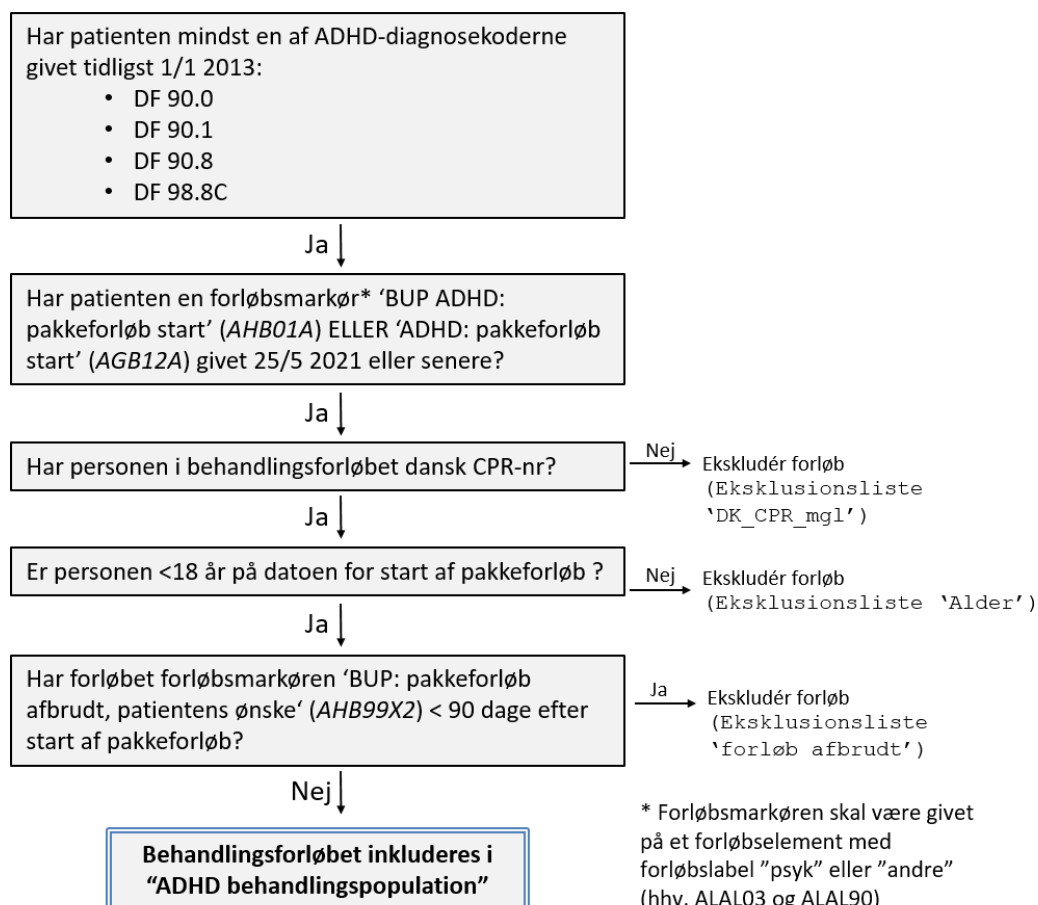 Har patienten mindst en af ADHD-diagnosekoderne
givet tidligst 1/1 2013:
• DF 90.0
• DF 90.1
• DF 90.8
• DF 98.8C
Ja
Har patienten en forløbsmarkør* ‘BUP ADHD:
pakkeforløb start’ (AHB01A) ELLER ‘ADHD: pakkeforløb
start’ (AGB12A) givet 25/5 2021 eller senere?
Ja
Har personen i behandlingsforløbet dansk CPR-nr?
Nej
Ekskludér forløb
(Eksklusionsliste
‘DK_CPR_mgl’)
Ja
Er personen <18 år på datoen for start af pakkeforløb ?
Nej
Ekskludér forløb
(Eksklusionsliste ‘Alder’)
Ja
Har forløbet forløbsmarkøren ‘BUP: pakkeforløb
afbrudt, patientens ønske‘ (AHB99X2) < 90 dage efter
start af pakkeforløb?
Ja
Ekskludér forløb
(Eksklusionsliste
‘forløb afbrudt’)
Nej
Behandlingsforløbet inkluderes i
“ADHD behandlingspopulation”
* Forløbsmarkøren skal være givet
på et forløbselement med
forløbslabel ”psyk” eller ”andre”
(hhv. ALAL03 og ALAL90)